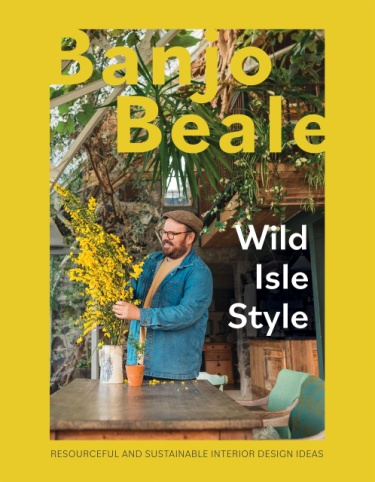 Banjo
Beale
Wild
Isle
Style
RESOURCEFUL AND SUSTAINABLE INTERIOR DESIGN IDEAS